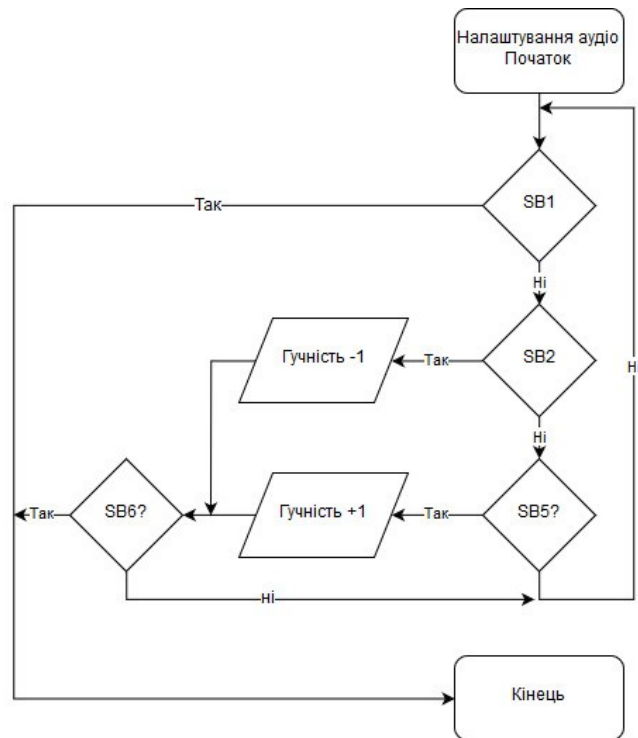 Налаштування аудіо
Початок
SB1
Так
Ні
Гучність -1
Так
SB2
Н
Ні
SB6?
Так
Гучність +1
Так
SB5?
ні
Кінець